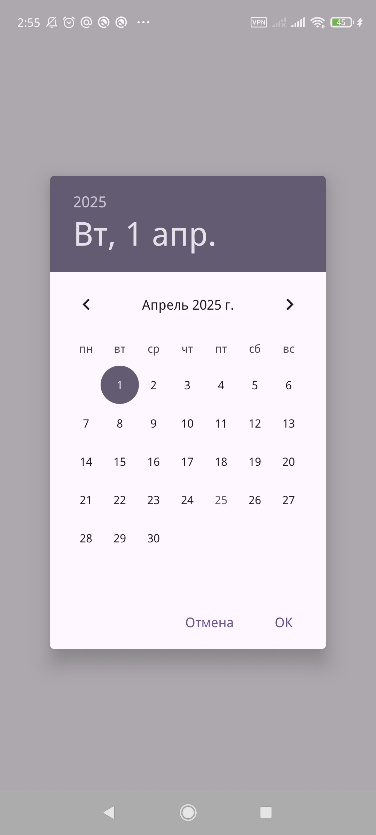 2:55 VPN 45
2025
Вт, 1 апр.
Апрель 2025 г.
пн вт ср чт пт сб вс
1 2 3 4 5 6
7 8 9 10 11 12 13
14 15 16 17 18 19 20
21 22 23 24 25 26 27
28 29 30
Отмена ОК